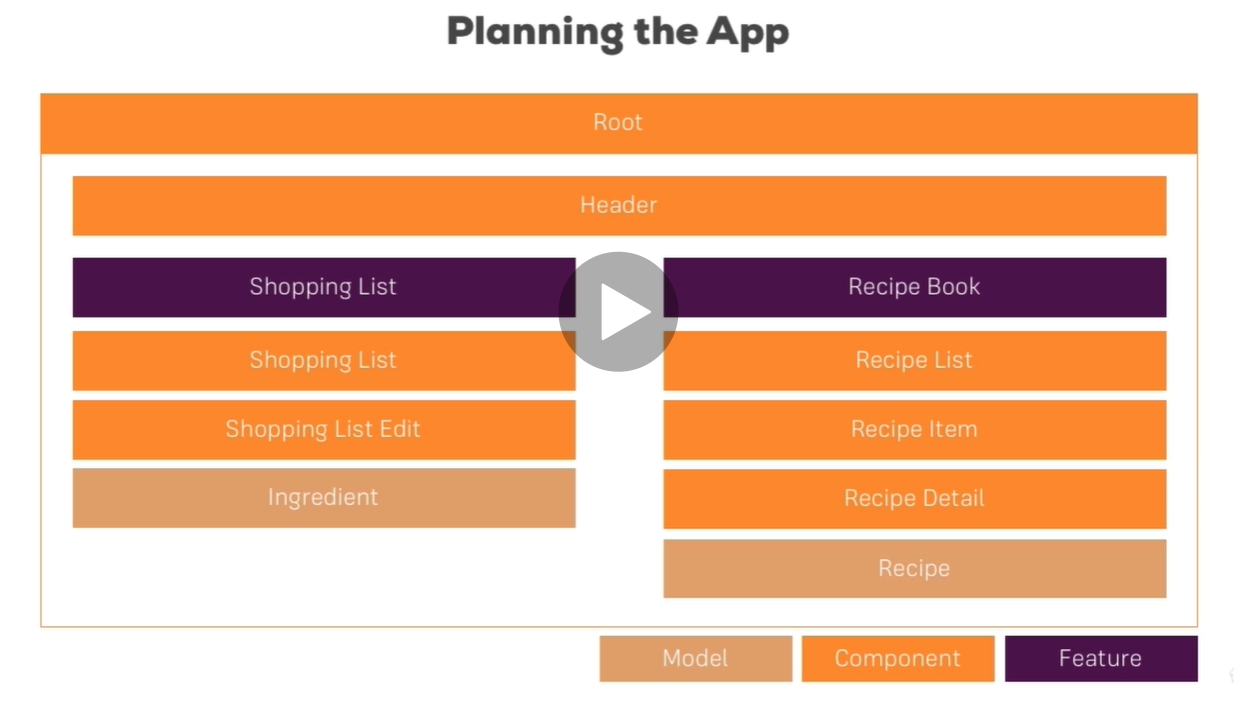 Planning the App
Root
Header
Shopping List
Recipe Book
Shopping List
Recipe List
Shopping List Edit
Recipe Item
Ingredient
Recipe Detail
Recipe
Model
Component
Feature